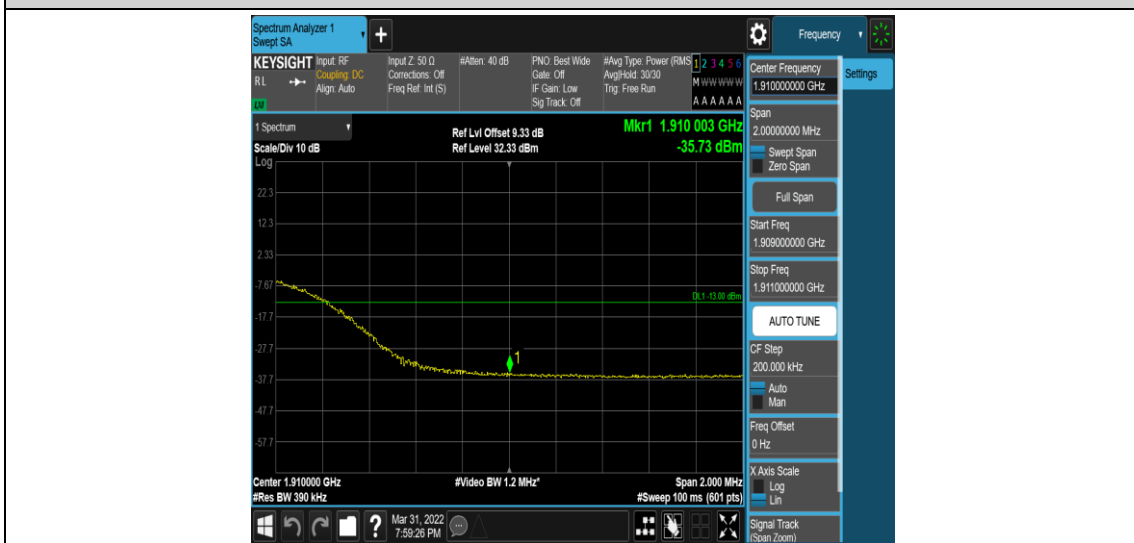 Spectrum Analyzer 1
Swept SA
+
Frequency
KEYSIGHT
RL
LXI
Input: RF
Coupling: DC
Align: Auto
Input Z: 50 Ω
Corrections: Off
Freq Ref: Int (S)
#Atten: 40 dB
PNO: Best Wide
Gate: Off
IF Gain: Low
Sig Track: Off
#Avg Type: Power (RMS
Avg|Hold: 30/30
Trig: Free Run
1 2 3 4 5 6
M W W W W W
A A A A A A
1 Spectrum
Scale/Div 10 dB
Ref Lvl Offset 9.33 dB
Ref Level 32.33 dBm
Mkr1 1.910 003 GHz
-35.73 dBm
Log
22.3
12.3
2.33
-7.67
DL1 -13.00 dBm
-17.7
-27.7
1
-37.7
-47.7
-57.7
Center 1.910000 GHz
#Video BW 1.2 MHz*
Span 2.000 MHz
#Res BW 390 kHz
#Sweep 100 ms (601 pts)
?
Mar 31, 2022
7:59:26 PM
Center Frequency
1.910000000 GHz
Settings
Span
2.00000000 MHz
Swept Span
Zero Span
Full Span
Start Freq
1.909000000 GHz
Stop Freq
1.911000000 GHz
AUTO TUNE
CF Step
200.000 kHz
Auto
Man
Freq Offset
0 Hz
X Axis Scale
Log
Lin
Signal Track
(Span Zoom)